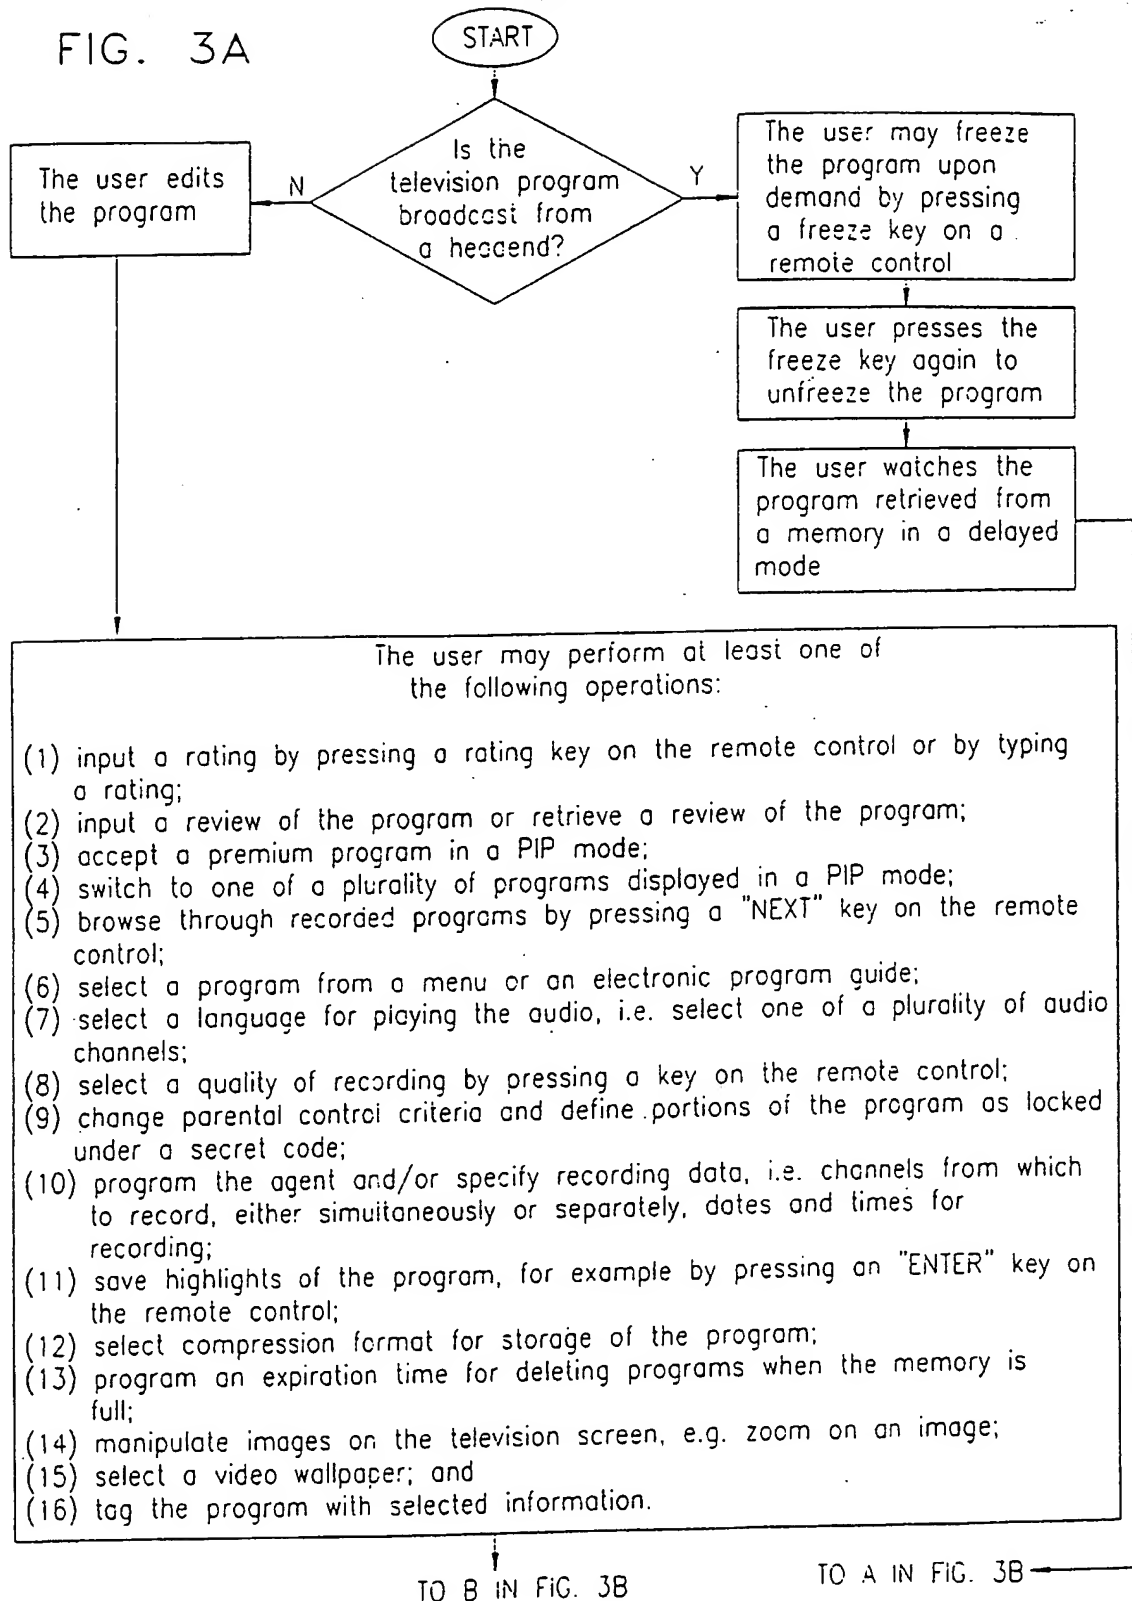 FIG. 3A
START
Is the
television program
broadcast from
a headend?
N
Y
The user edits
the program
The user may freeze
the program upon
demand by pressing
a freeze key on a
remote control
The user presses the
freeze key again to
unfreeze the program
The user watches the
program retrieved from
a memory in a delayed
mode
The user may perform at least one of
the following operations:
(1) input a rating by pressing a rating key on the remote control or by typing
a rating;
(2) input a review of the program or retrieve a review of the program;
(3) accept a premium program in a PIP mode;
(4) switch to one of a plurality of programs displayed in a PIP mode;
(5) browse through recorded programs by pressing a "NEXT" key on the remote
control;
(6) select a program from a menu or an electronic program guide;
(7) select a language for playing the audio, i.e. select one of a plurality of audio
channels;
(8) select a quality of recording by pressing a key on the remote control;
(9) change parental control criteria and define portions of the program as locked
under a secret code;
(10) program the agent and/or specify recording data, i.e. channels from which
to record, either simultaneously or separately, dates and times for
recording;
(11) save highlights of the program, for example by pressing an "ENTER" key on
the remote control;
(12) select compression format for storage of the program;
(13) program an expiration time for deleting programs when the memory is
full;
(14) manipulate images on the television screen, e.g. zoom on an image;
(15) select a video wallpaper; and
(16) tag the program with selected information.
TO B IN FIG. 3B
TO A IN FIG. 3B